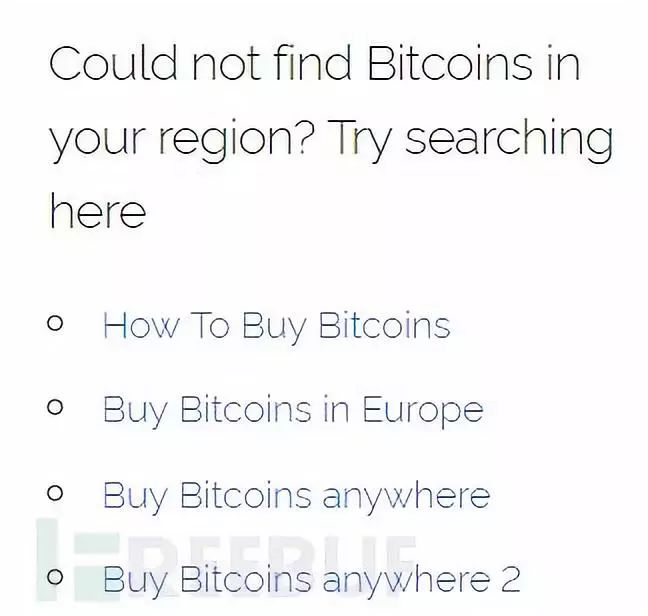 Could not find Bitcoins in
your region? Try searching
here
How To Buy Bitcoins
Buy Bitcoins in Europe
Buy Bitcoins anywhere
Buy Bitcoins anywhere 2
FREEBUF